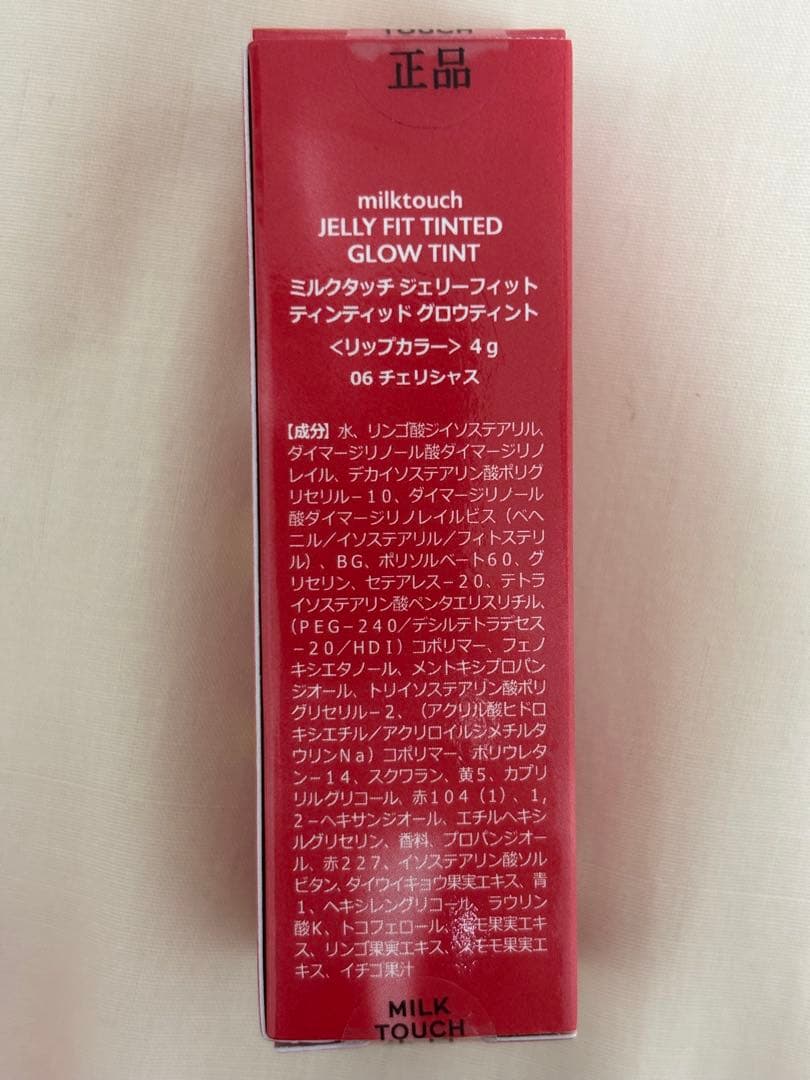 TOUCH
正品
milktouch
JELLY FIT TINTED
GLOW TINT
ミルクタッチ ジェリーフィット
ティンティッド グロウティント
<リップカラー> 4g
06 チェリシャス
【成分】水、リンゴ酸ジイソステアリル、
ダイマージリノール酸ダイマージリノ
レイル、デカイソステアリン酸ポリグ
リセリル－10、ダイマージリノール
酸ダイマージリノレイルビス（ベヘ
ニル／イソステアリル／フィトステリ
ル）、BG、ポリソルベート60、グ
リセリン、セテアレス－20、テトラ
イソステアリン酸ペンタエリスリチル、
（PEG－240／デシルテトラデセス
－20／HDI）コポリマー、フェノ
キシエタノール、メントキシプロパン
ジオール、トリイソステアリン酸ポリ
グリセリル－2、（アクリル酸ヒドロ
キシエチル／アクリロイルジメチルタ
ウリンNa）コポリマー、ポリウレタ
ン－14、スクワラン、黄5、カプリ
リルグリコール、赤104（1）、1,
2－ヘキサンジオール、エチルヘキシ
ルグリセリン、香料、プロパンジオー
ル、赤227、イソステアリン酸ソル
ビタン、ダイウイキョウ果実エキス、青
1、ヘキシレングリコール、ラウリン
酸K、トコフェロール、モモ果実エキ
ス、リンゴ果実エキス、スモモ果実エ
キス、イチゴ果汁
MILK
TOUCH